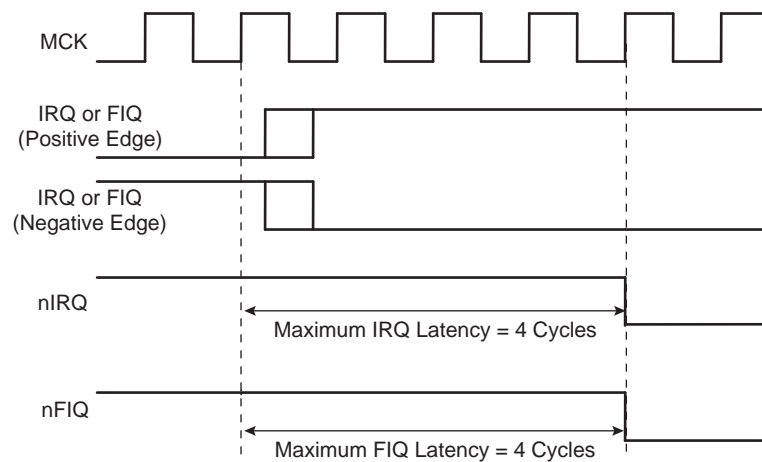 MCK
IRQ or FIQ
(Positive Edge)
IRQ or FIQ
(Negative Edge)
nIRQ
Maximum IRQ Latency = 4 Cycles
nFIQ
Maximum FIQ Latency = 4 Cycles